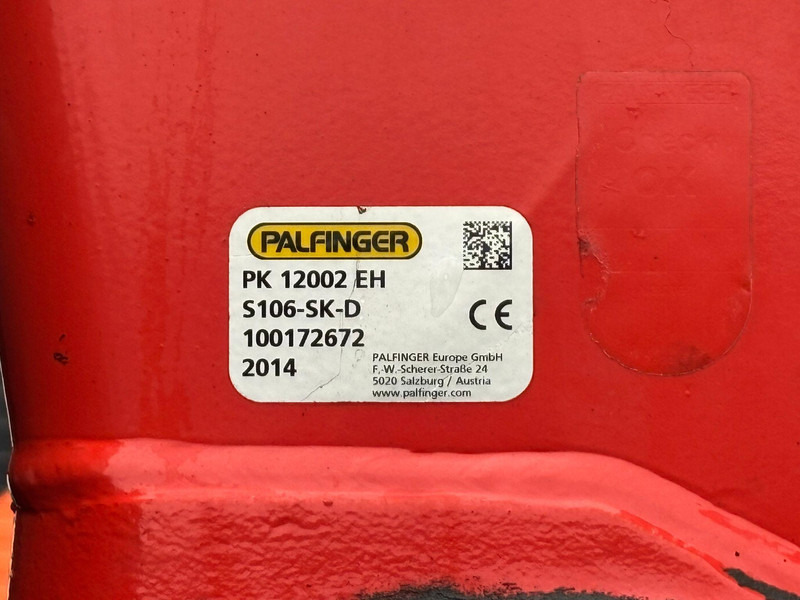 PALFINGER
PK 12002 EH
S106-SK-D
100172672
2014
CE
PALFINGER Europe GmbH
F.-W.-Scherer-Straße 24
5020 Salzburg / Austria
www.palfinger.com